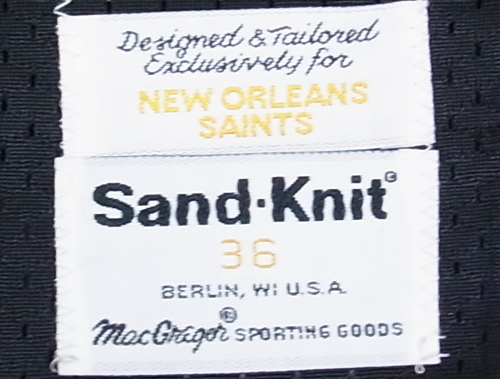 Designed & Tailored
Exclusively for
NEW ORLEANS
SAINTS
Sand·Knit®
36
BERLIN, WI U.S.A.
MacGregor® SPORTING GOODS